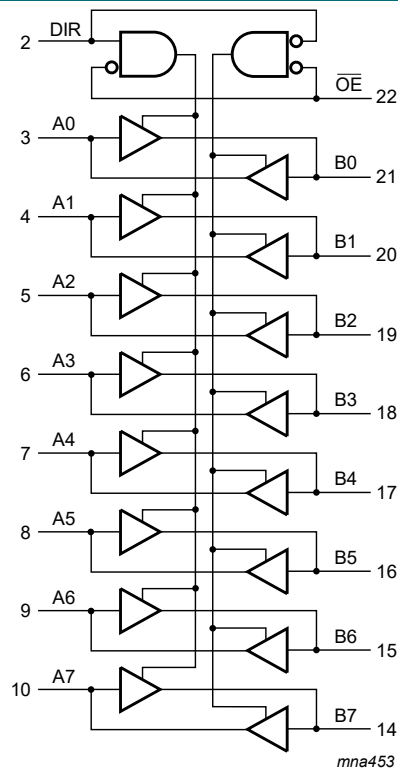 2 DIR
O̅E̅ 22
3 A0
B0 21
4 A1
B1 20
5 A2
B2 19
6 A3
B3 18
7 A4
B4 17
8 A5
B5 16
9 A6
B6 15
10 A7
B7 14
mna453